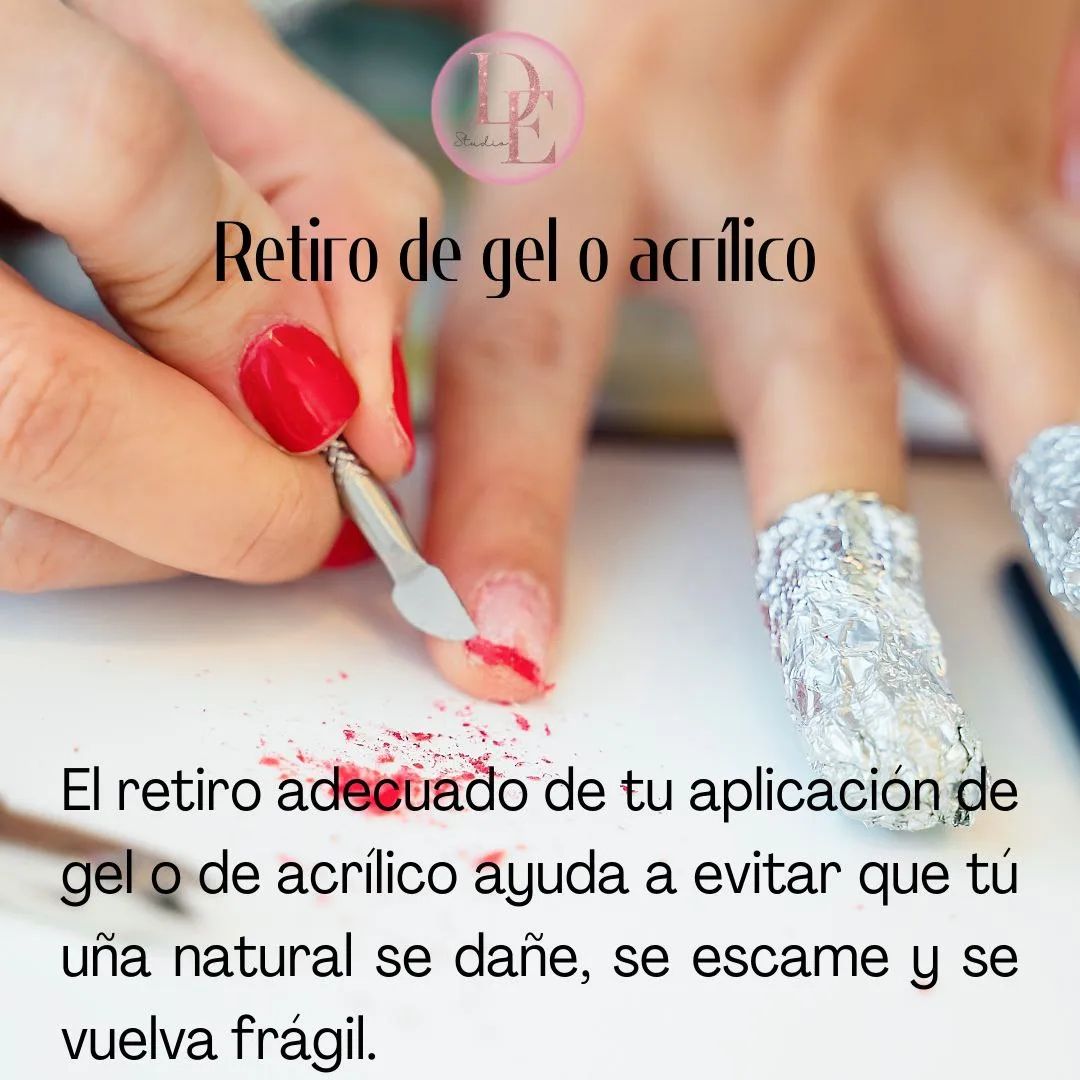 DE
Studio
Retiro de gel o acrílico
El retiro adecuado de tu aplicación de
gel o de acrílico ayuda a evitar que tú
uña natural se dañe, se escame y se
vuelva frágil.